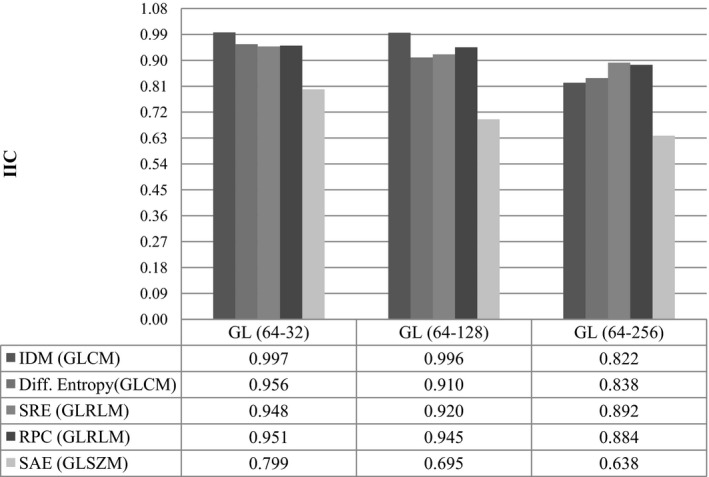 1.08
0.99
0.90
0.81
0.72
0.63
0.54
0.45
0.36
0.27
0.18
0.09
0.00
IIC
GL (64-32) GL (64-128) GL (64-256)
IDM (GLCM) 0.997 0.996 0.822
Diff. Entropy(GLCM) 0.956 0.910 0.838
SRE (GLRLM) 0.948 0.920 0.892
RPC (GLRLM) 0.951 0.945 0.884
SAE (GLSZM) 0.799 0.695 0.638